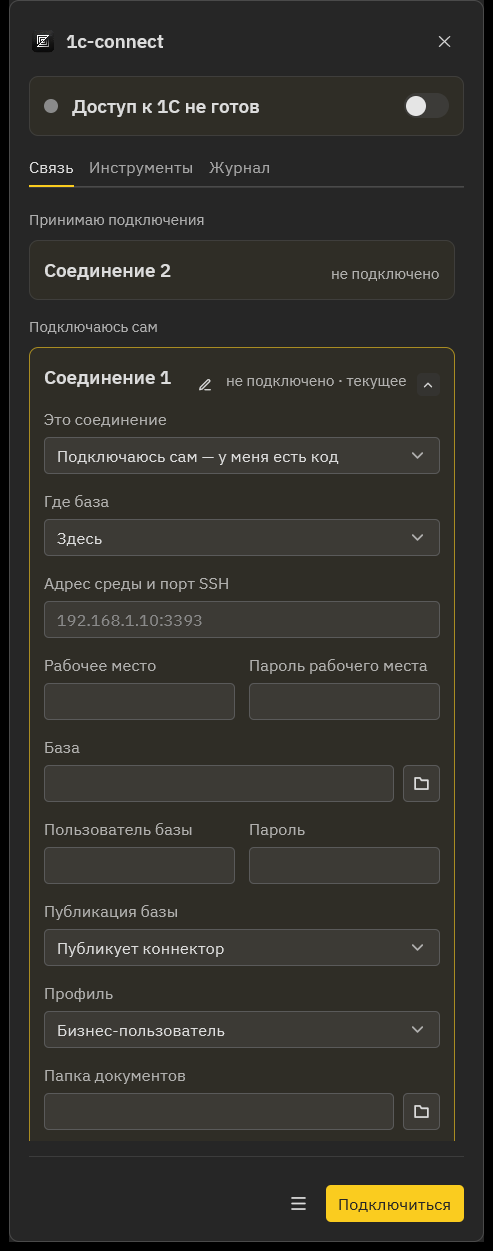 1c-connect
Доступ к 1С не готов
Связь Инструменты Журнал
Принимаю подключения
Соединение 2 не подключено
Подключаюсь сам
Соединение 1 не подключено · текущее
Это соединение
Подключаюсь сам — у меня есть код
Где база
Здесь
Адрес среды и порт SSH
192.168.1.10:3393
Рабочее место Пароль рабочего места
База
Пользователь базы Пароль
Публикация базы
Публикует коннектор
Профиль
Бизнес-пользователь
Папка документов
Подключиться